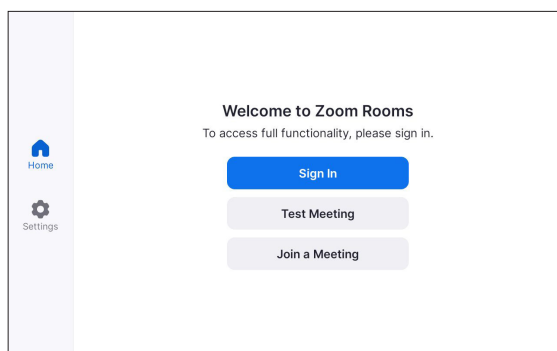 Welcome to Zoom Rooms
To access full functionality, please sign in.
Home
Sign In
Settings
Test Meeting
Join a Meeting